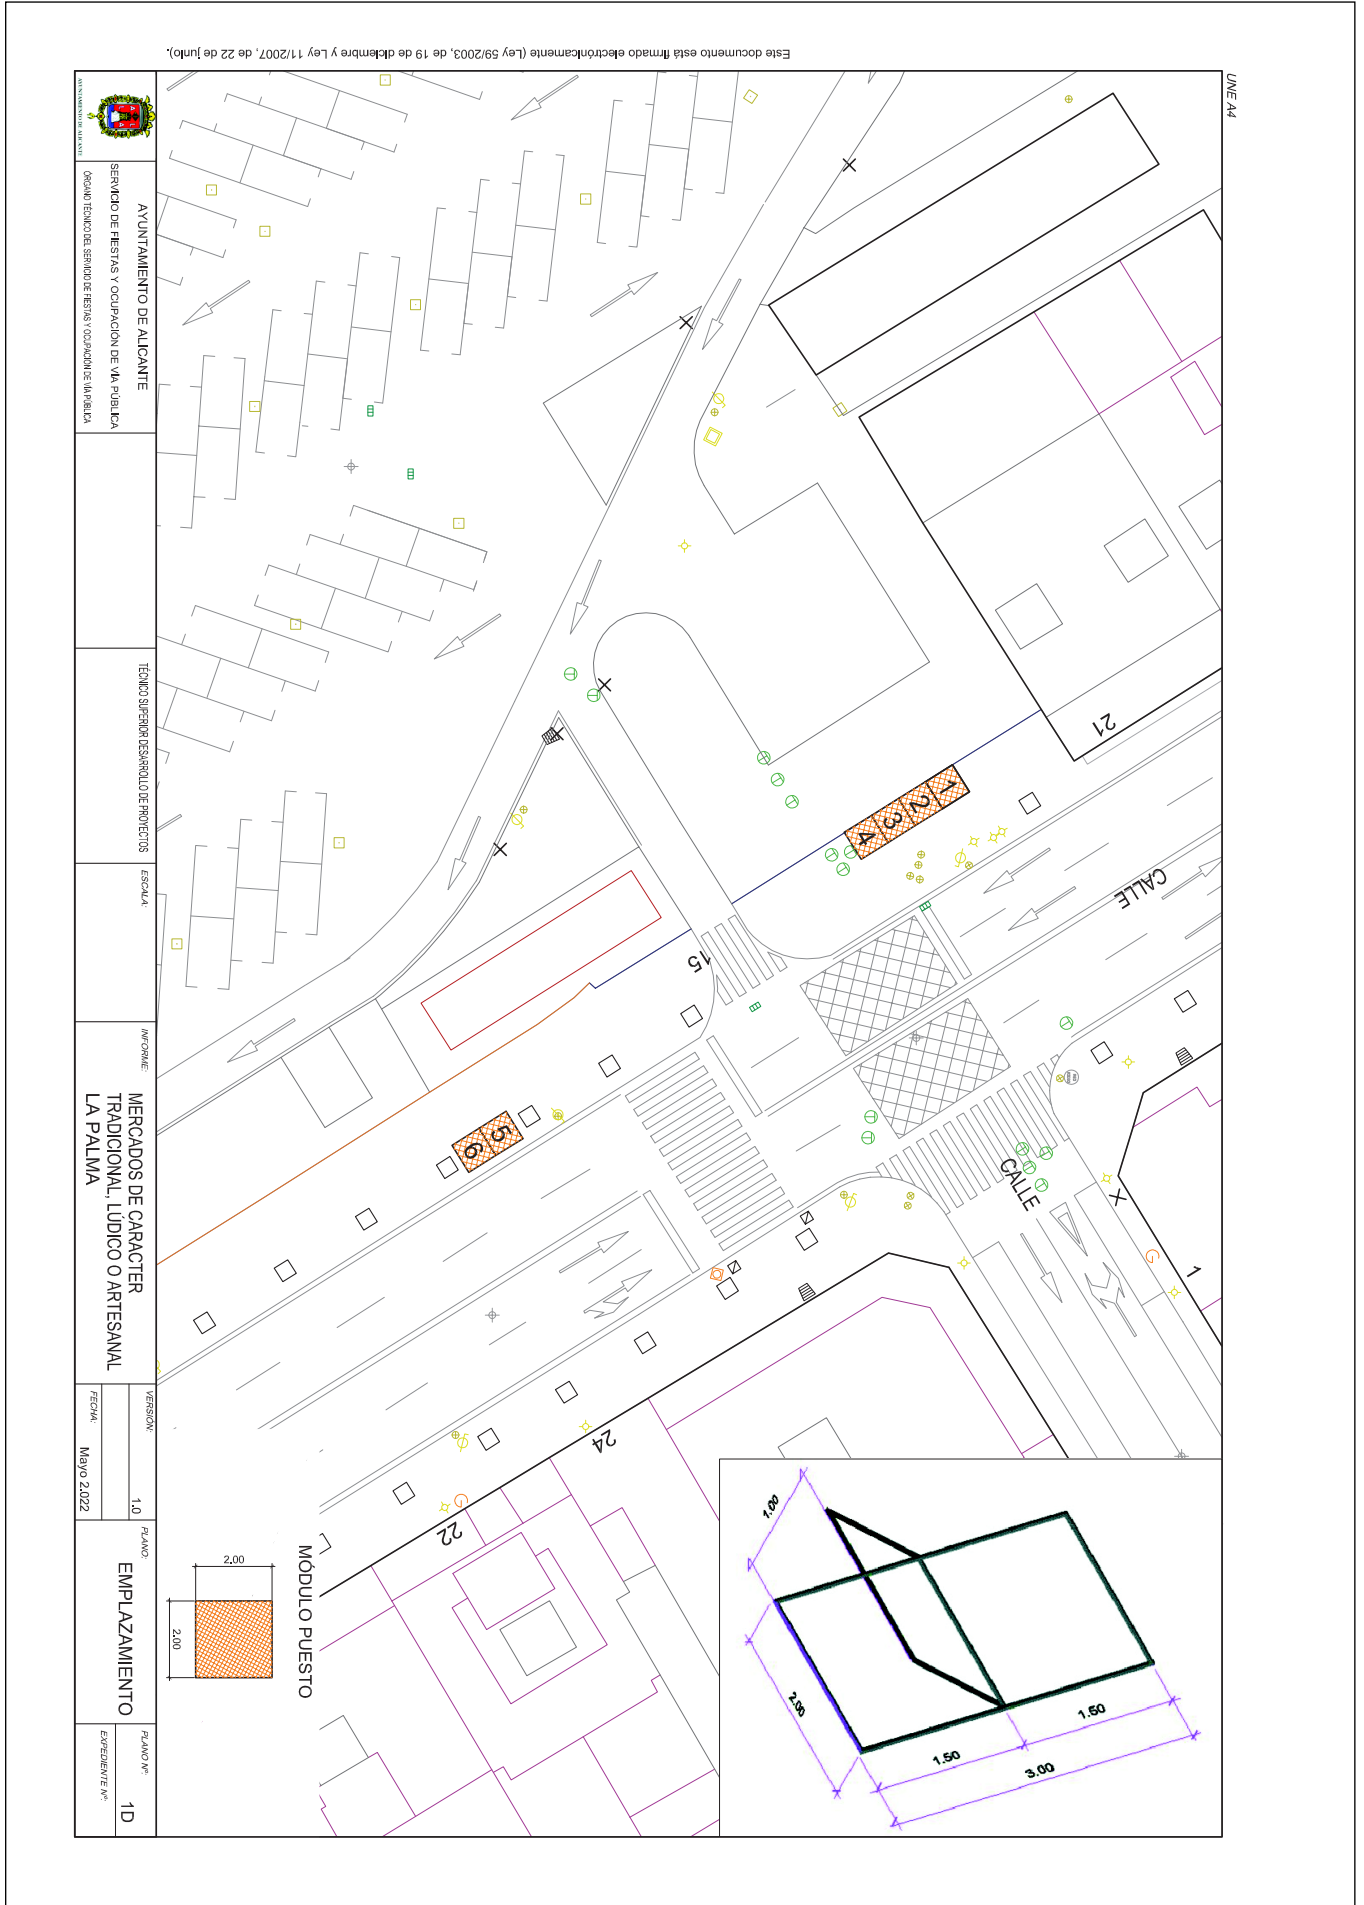 Este documento está firmado electrónicamente (Ley 59/2003, de 19 de diciembre y Ley 11/2007, de 22 de junio).
UNE A4
AYUNTAMIENTO DE ALICANTE
AYUNTAMIENTO DE ALICANTE
SERVICIO DE FIESTAS Y OCUPACIÓN DE VÍA PÚBLICA
ÓRGANO TÉCNICO DEL SERVICIO DE FIESTAS Y OCUPACIÓN DE VÍA PÚBLICA
TÉCNICO SUPERIOR DESARROLLO DE PROYECTOS
ESCALA:
INFORME:
MERCADOS DE CARACTER
TRADICIONAL, LÚDICO O ARTESANAL
LA PALMA
VERSIÓN:
1.0
FECHA:
Mayo 2.022
PLANO:
EMPLAZAMIENTO
PLANO Nº:
1D
EXPEDIENTE Nº:
21
1
2
3
4
CALLE
15
5
6
CALLE
G
1
24
G
22
MÓDULO PUESTO
2.00
2.00
1.00
2.00
1.50
1.50
3.00